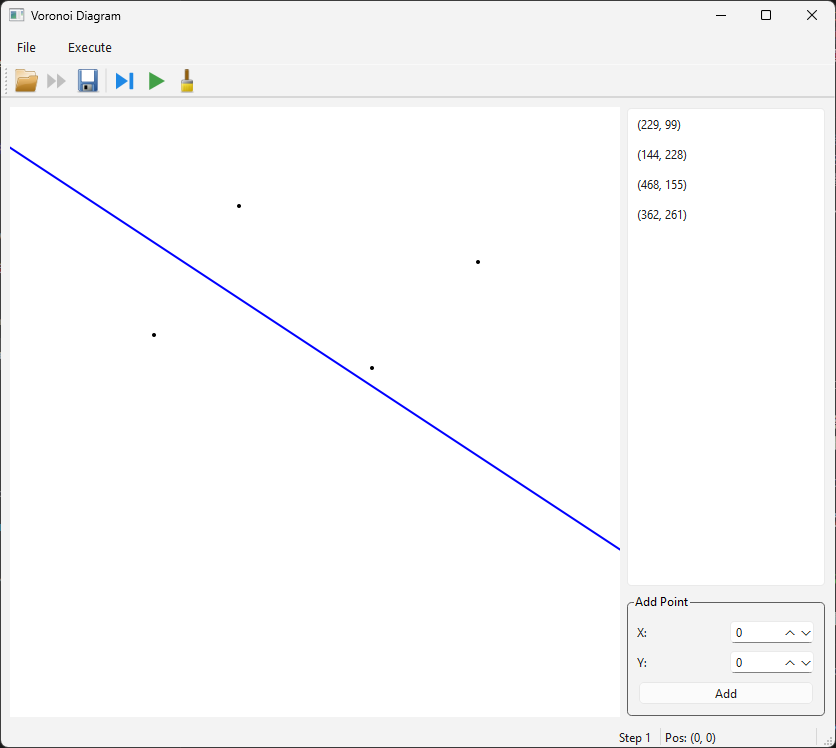 Voronoi Diagram
File Execute
(229, 99)
(144, 228)
(468, 155)
(362, 261)
Add Point
X: 0
Y: 0
Add
Step 1 Pos: (0, 0)